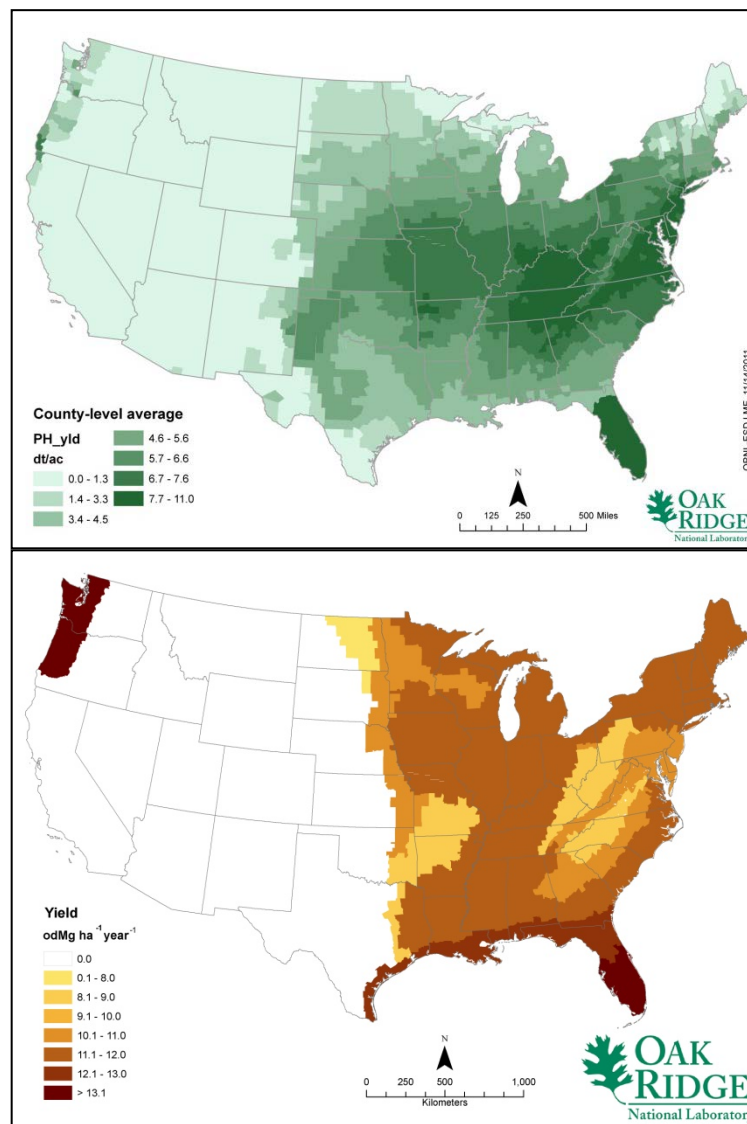 County-level average
PH_yld
dt/ac
0.0 - 1.3
1.4 - 3.3
3.4 - 4.5
4.6 - 5.6
5.7 - 6.6
6.7 - 7.6
7.7 - 11.0
N
0 125 250 500 Miles
OAK
RIDGE
National Laborator
Yield
odMg ha⁻¹ year⁻¹
0.0
0.1 - 8.0
8.1 - 9.0
9.1 - 10.0
10.1 - 11.0
11.1 - 12.0
12.1 - 13.0
> 13.1
N
0 250 500 1,000
Kilometers
OAK
RIDGE
National Laboratory